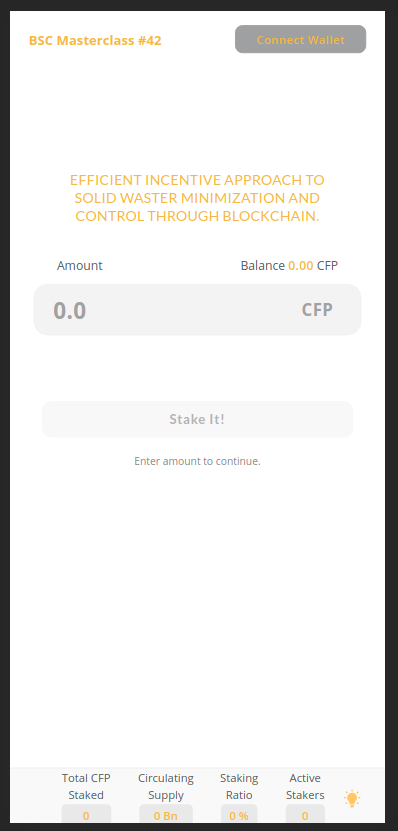 BSC Masterclass #42
Connect Wallet
EFFICIENT INCENTIVE APPROACH TO
SOLID WASTER MINIMIZATION AND
CONTROL THROUGH BLOCKCHAIN.
Amount
Balance 0.00 CFP
0.0
CFP
Stake It!
Enter amount to continue.
Total CFP Staked
Circulating Supply
Staking Ratio
Active Stakers
0
0 Bn
0 %
0